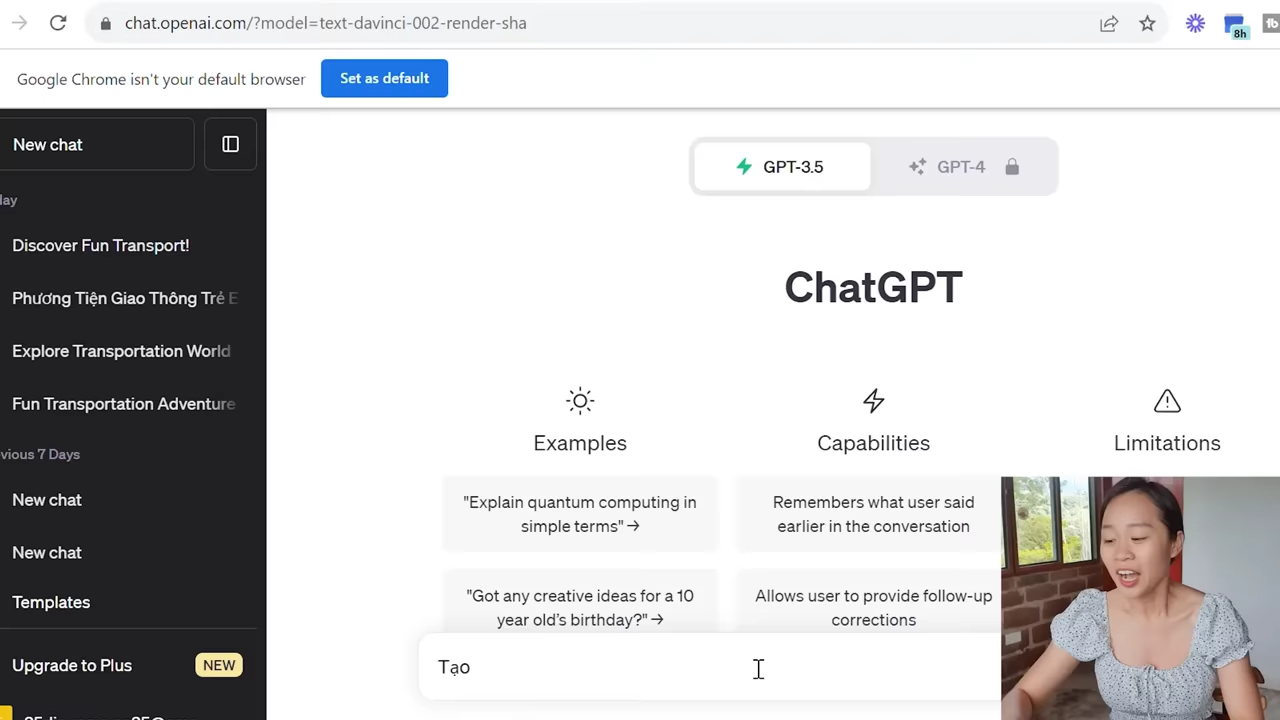 chat.openai.com/?model=text-davinci-002-render-sha
8h
Google Chrome isn't your default browser
Set as default
New chat
GPT-3.5
GPT-4
Discover Fun Transport!
Phương Tiện Giao Thông Trẻ E
Explore Transportation World
Fun Transportation Adventure
Previous 7 Days
New chat
New chat
Templates
Upgrade to Plus
NEW
ChatGPT
Examples
Capabilities
Limitations
"Explain quantum computing in
simple terms" →
Remembers what user said
earlier in the conversation
"Got any creative ideas for a 10
year old's birthday?" →
Allows user to provide follow-up
corrections
Tạo